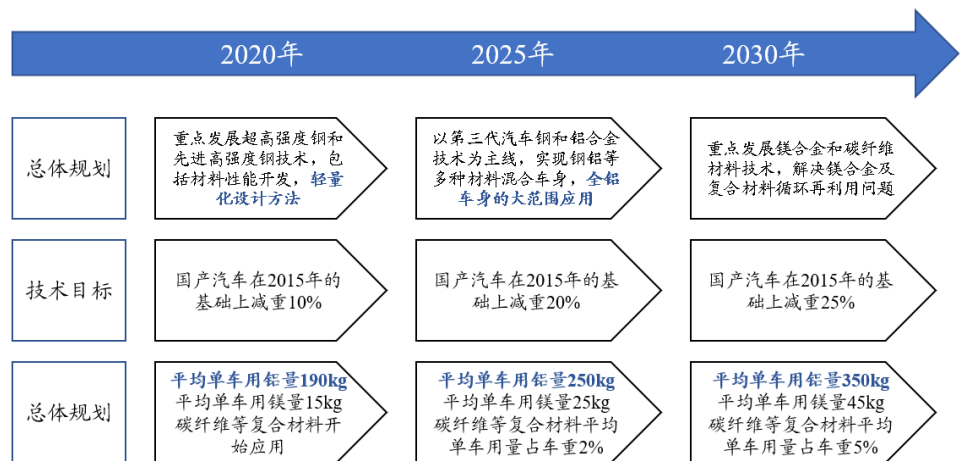 2020年
2025年
2030年
总体规划
重点发展超高强度钢和
先进高强度钢技术，包
括材料性能开发，轻量
化设计方法
以第三代汽车钢和铝合金
技术为主线，实现钢铝等
多种材料混合车身，全铝
车身的大范围应用
重点发展镁合金和碳纤维
材料技术，解决镁合金及
复合材料循环再利用问题
技术目标
国产汽车在2015年的
基础上减重10%
国产汽车在2015年的基
础上减重20%
国产汽车在2015年的基
础上减重25%
总体规划
平均单车用铝量190kg
平均单车用镁量15kg
碳纤维等复合材料开
始应用
平均单车用铝量250kg
平均单车用镁量25kg
碳纤维等复合材料平均
单车用量占车重2%
平均单车用铝量350kg
平均单车用镁量45kg
碳纤维等复合材料平均
单车用量占车重5%